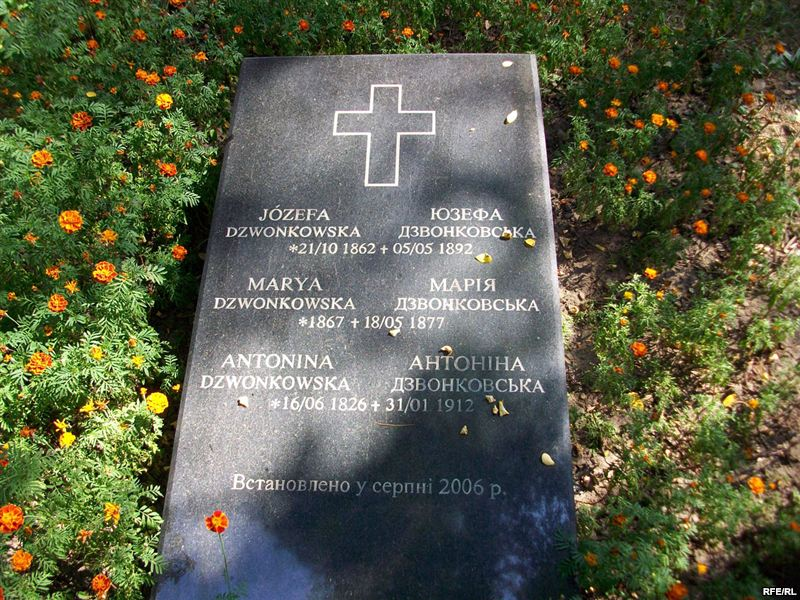 JÓZEFA ЮЗЕФА
DZWONKOWSKA ДЗВОНКОВСЬКА
*21/10 1862 + 05/05 1892
MARYA МАРІЯ
DZWONKOWSKA ДЗВОНКОВСЬКА
*1867 + 18/05 1877
ANTONINA АНТОНІНА
DZWONKOWSKA ДЗВОНКОВСЬКА
*16/06 1826 + 31/01 1912
Встановлено у серпні 2006 р.
RFE/RL